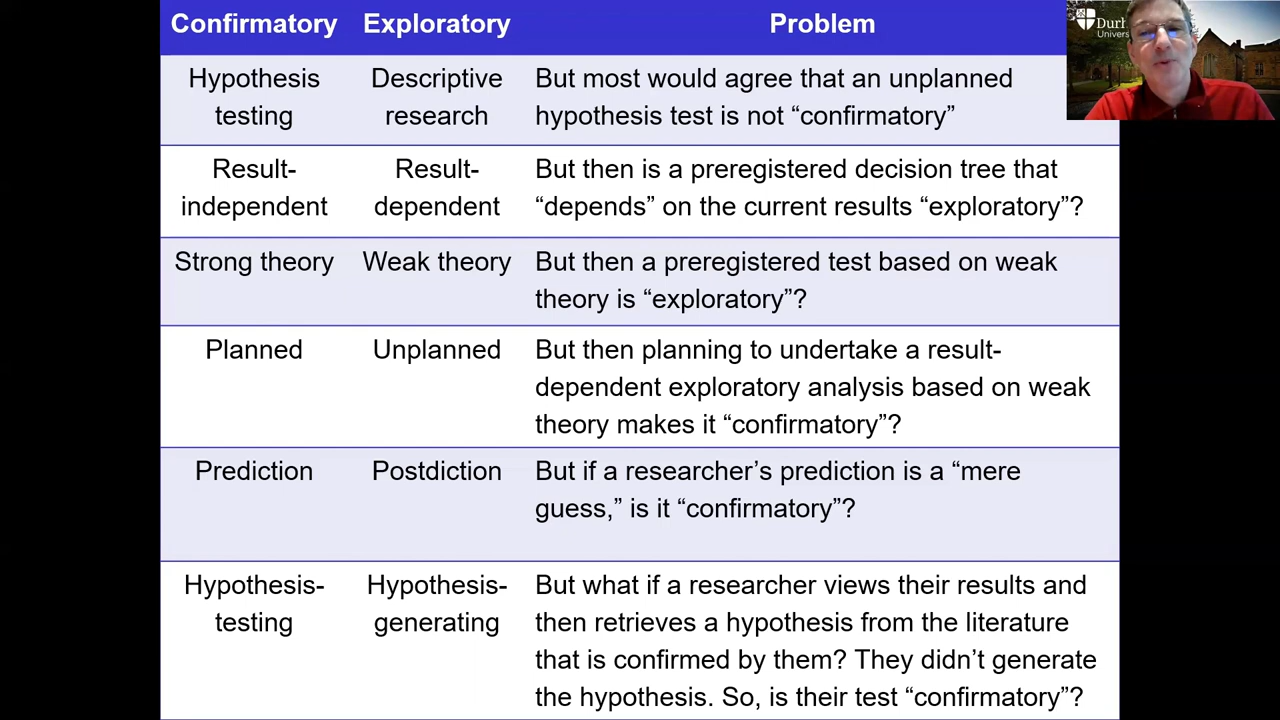 Confirmatory Exploratory Problem
Hypothesis testing
Descriptive research
But most would agree that an unplanned
hypothesis test is not “confirmatory”
Result-
independent
Result-
dependent
But then is a preregistered decision tree that
“depends” on the current results “exploratory”?
Strong theory
Weak theory
But then a preregistered test based on weak
theory is “exploratory”?
Planned
Unplanned
But then planning to undertake a result-
dependent exploratory analysis based on weak
theory makes it “confirmatory”?
Prediction
Postdiction
But if a researcher’s prediction is a “mere
guess,” is it “confirmatory”?
Hypothesis-
testing
Hypothesis-
generating
But what if a researcher views their results and
then retrieves a hypothesis from the literature
that is confirmed by them? They didn’t generate
the hypothesis. So, is their test “confirmatory”?